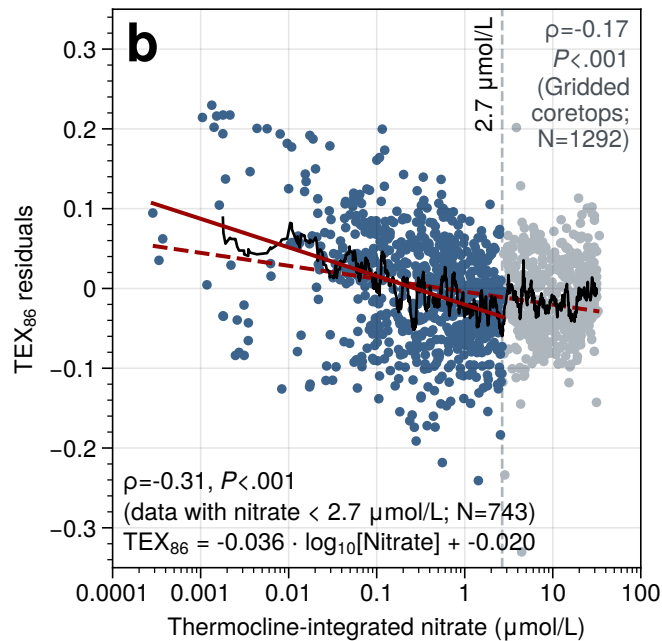 b
2.7 μmol/L
ρ=-0.17
P<.001
(Gridded
coretops;
N=1292)
0.3
0.2
0.1
0
−0.1
−0.2
−0.3
TEX₈₆ residuals
ρ=-0.31, P<.001
(data with nitrate < 2.7 μmol/L; N=743)
TEX₈₆ = -0.036 · log₁₀[Nitrate] + -0.020
0.0001 0.001 0.01 0.1 1 10 100
Thermocline-integrated nitrate (μmol/L)